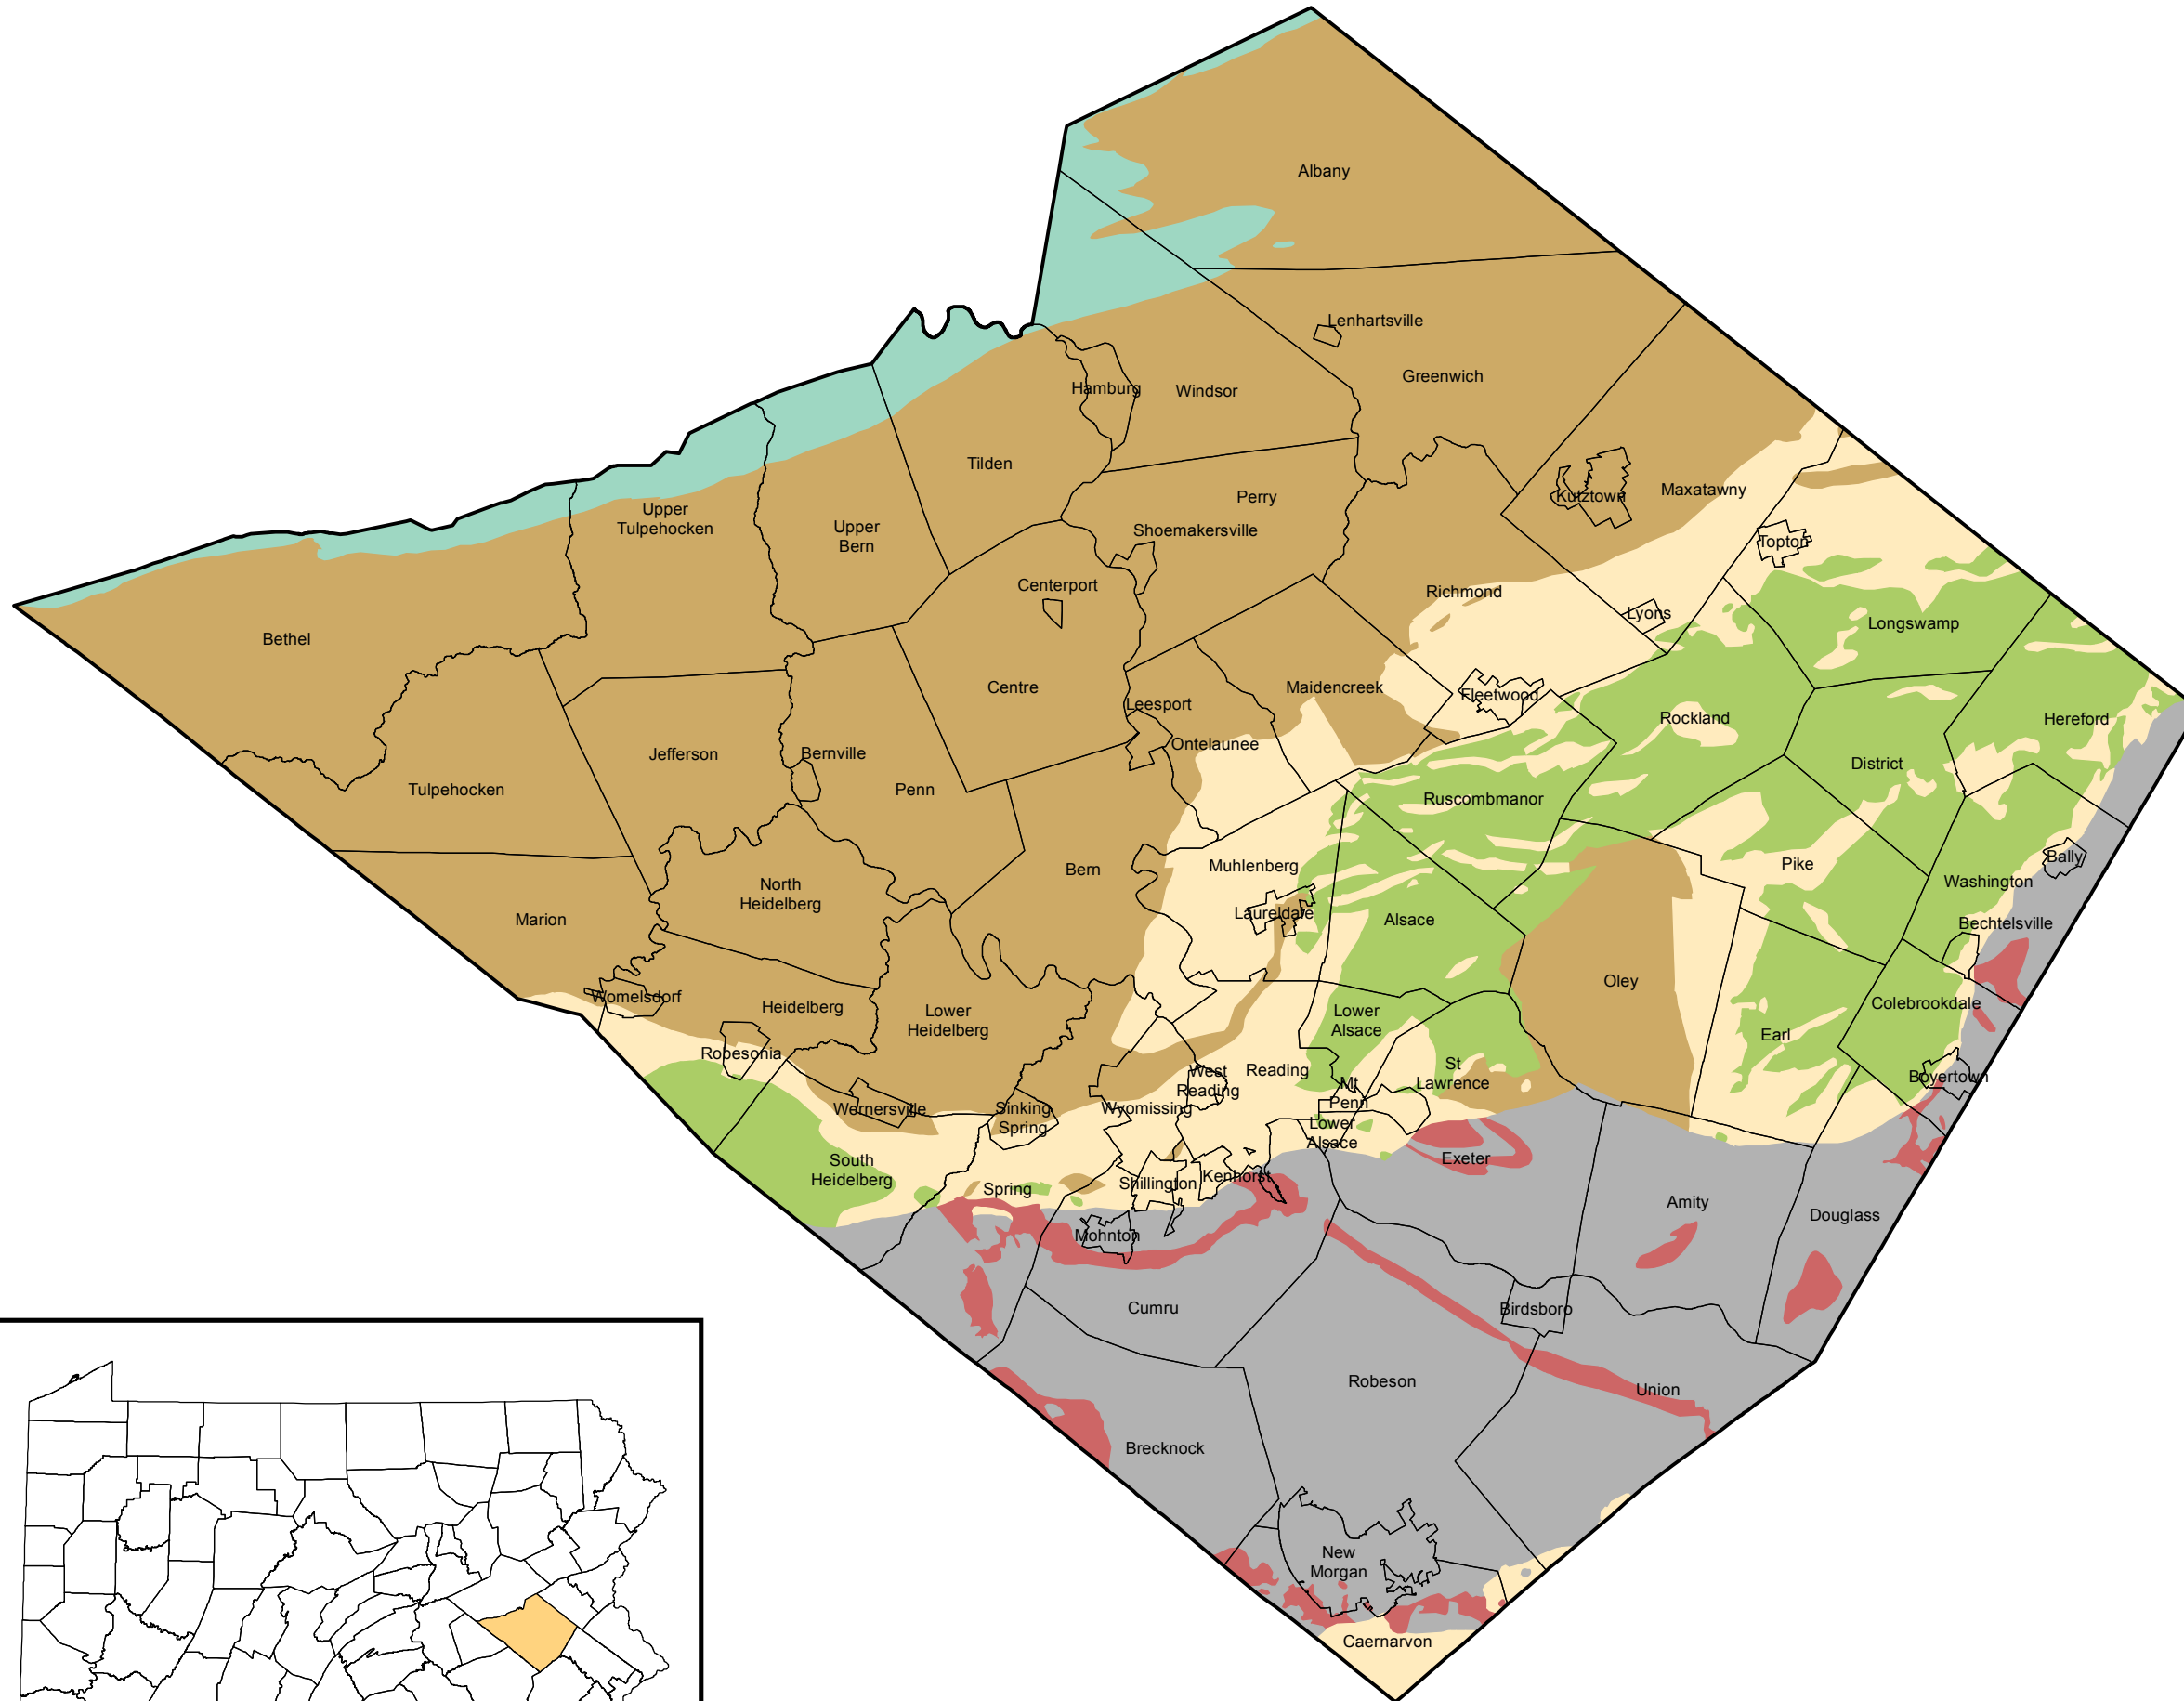 Albany
Lenhartsville
Greenwich
Hamburg
Windsor
Tilden
Kutztown
Maxatawny
Perry
Upper
Tulpehocken
Upper
Bern
Shoemakersville
Topton
Centerport
Richmond
Lyons
Longswamp
Bethel
Centre
Maidencreek
Fleetwood
Leesport
Rockland
Hereford
Ontelaunee
Jefferson
Bernville
District
Tulpehocken
Penn
Ruscombmanor
Bern
Muhlenberg
Pike
Bally
Washington
North
Heidelberg
Marion
Laureldale
Alsace
Bechtelsville
Oley
Womelsdorf
Heidelberg
Lower
Heidelberg
Lower
Alsace
Colebrookdale
Earl
Robesonia
West
Reading
Reading
St
Lawrence
Boyertown
Mt
Penn
Wernersville
Sinking
Spring
Wyomissing
Lower
Alsace
Exeter
South
Heidelberg
Spring
Shillington
Kenhorst
Amity
Douglass
Mohnton
Cumru
Birdsboro
Robeson
Union
Brecknock
New
Morgan
Caernarvon